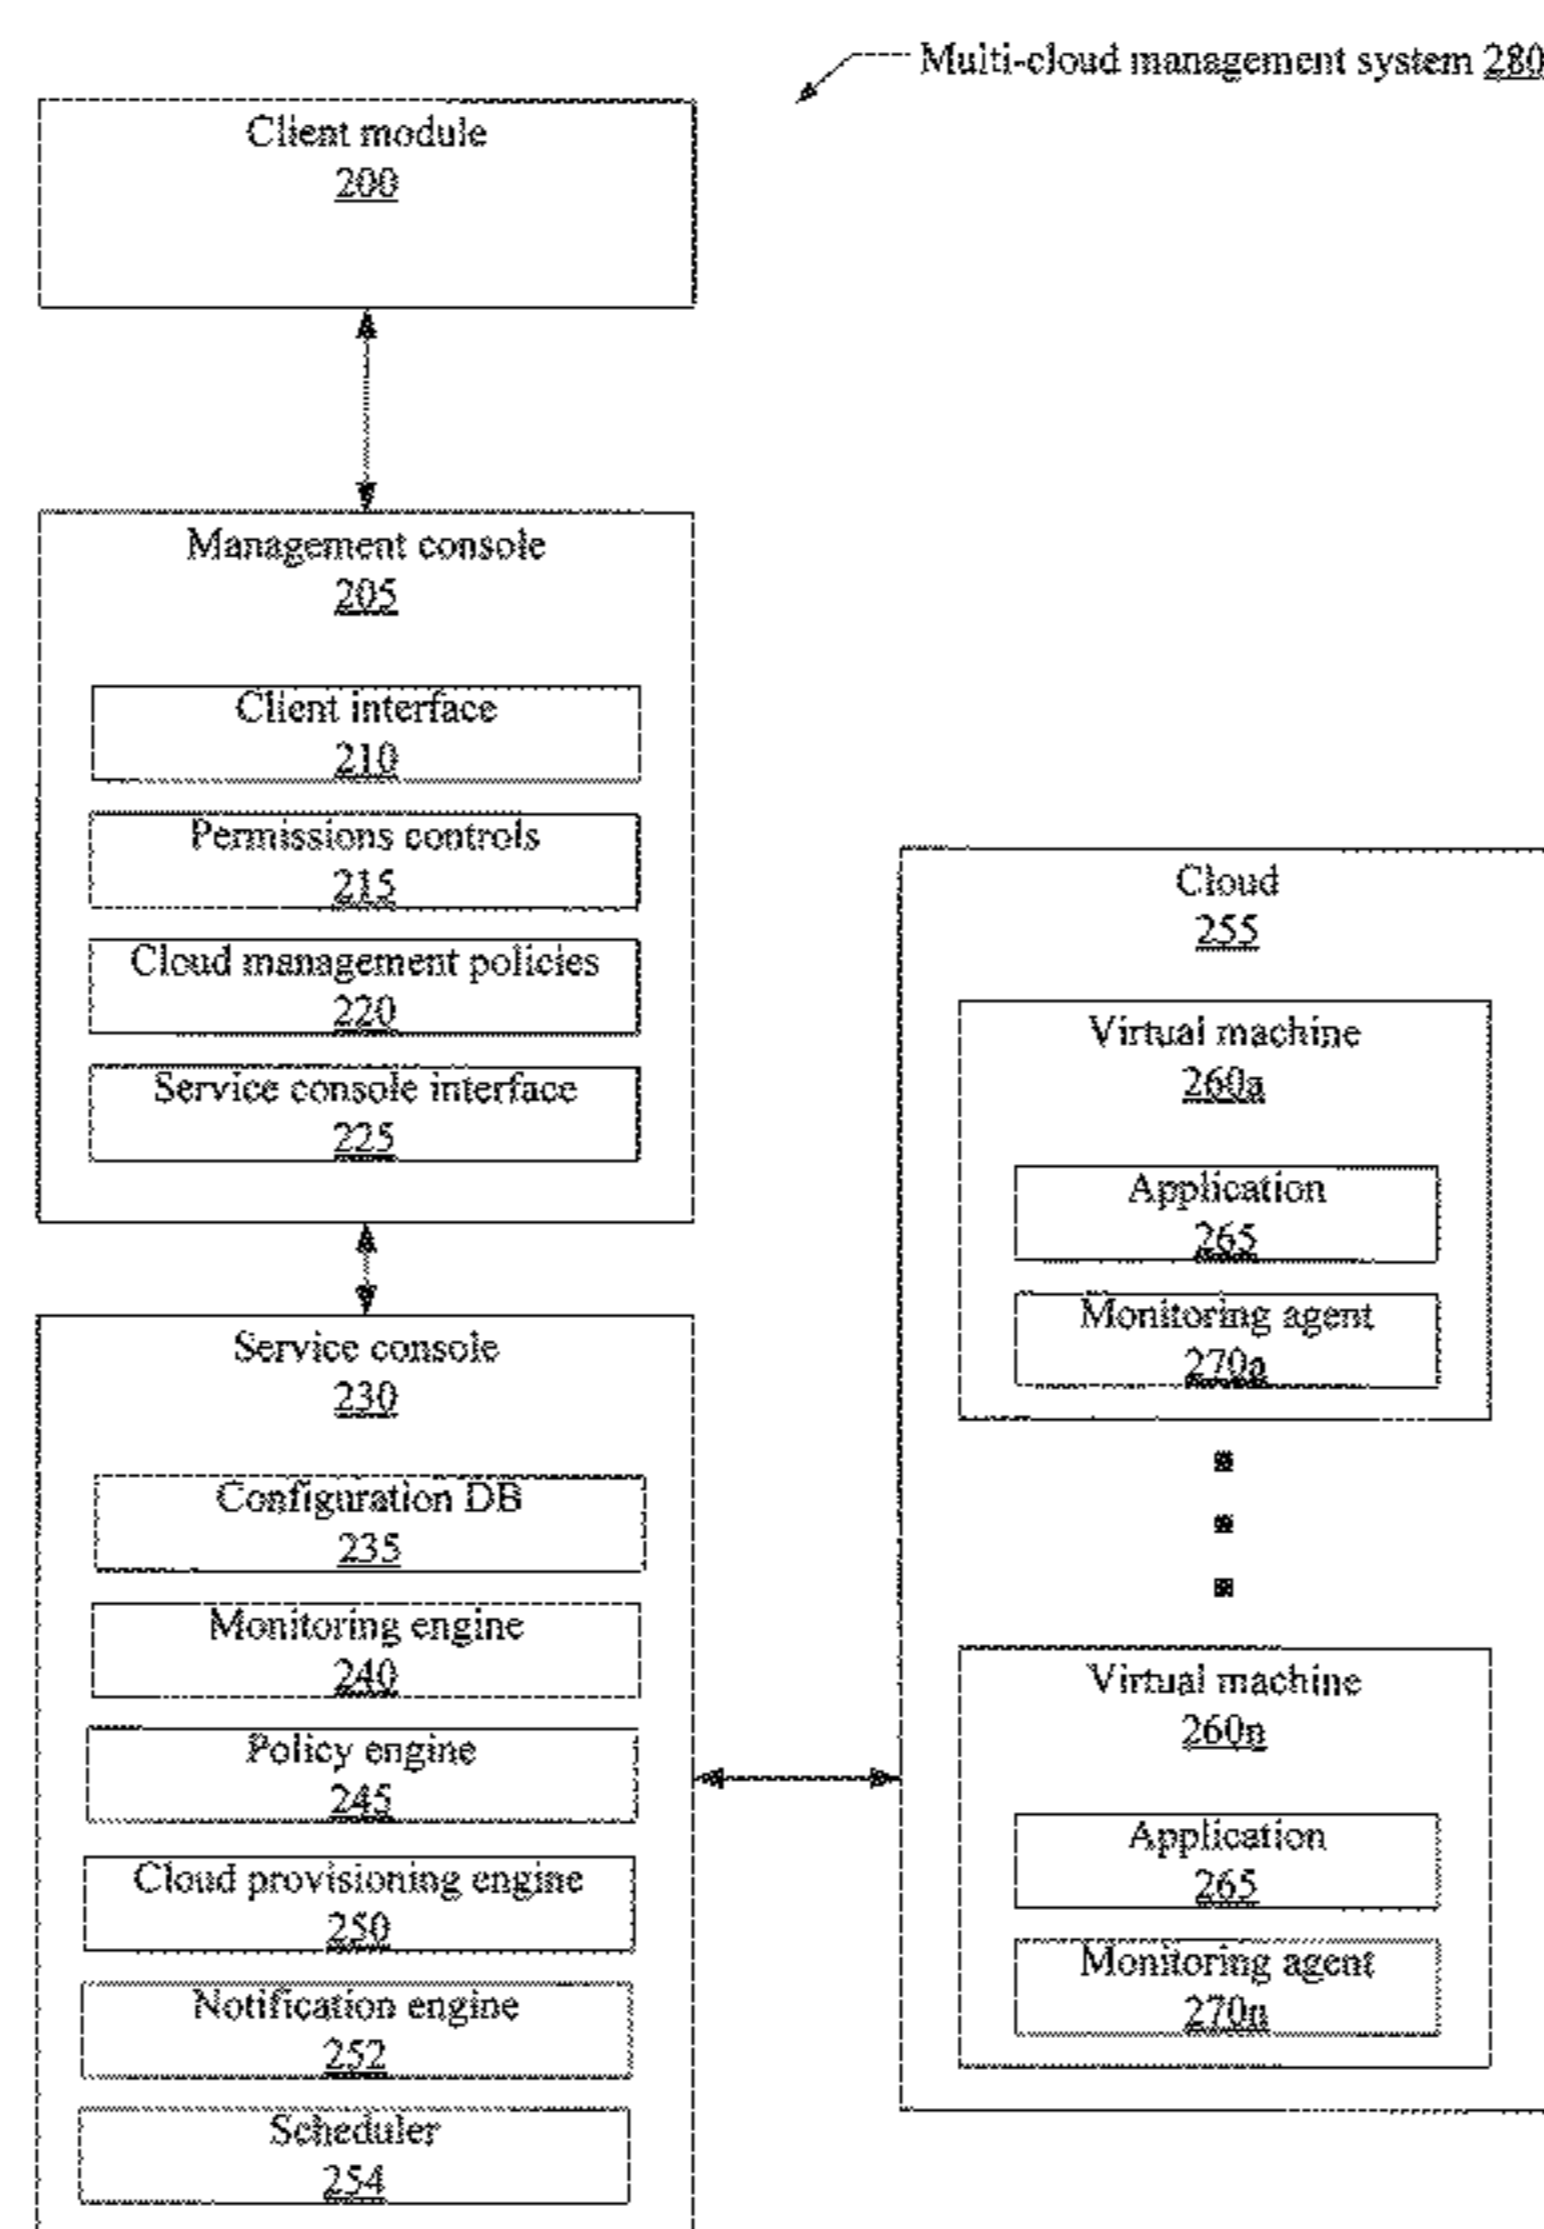 Multi-cloud management system 280
Client module
200
Management console
205
Client interface
210
Permissions controls
215
Cloud management policies
220
Service console interface
225
Service console
230
Configuration DB
235
Monitoring engine
240
Policy engine
245
Cloud provisioning engine
250
Notification engine
252
Scheduler
254
Cloud
255
Virtual machine
260a
Application
265
Monitoring agent
270a
Virtual machine
260n
Application
265
Monitoring agent
270n